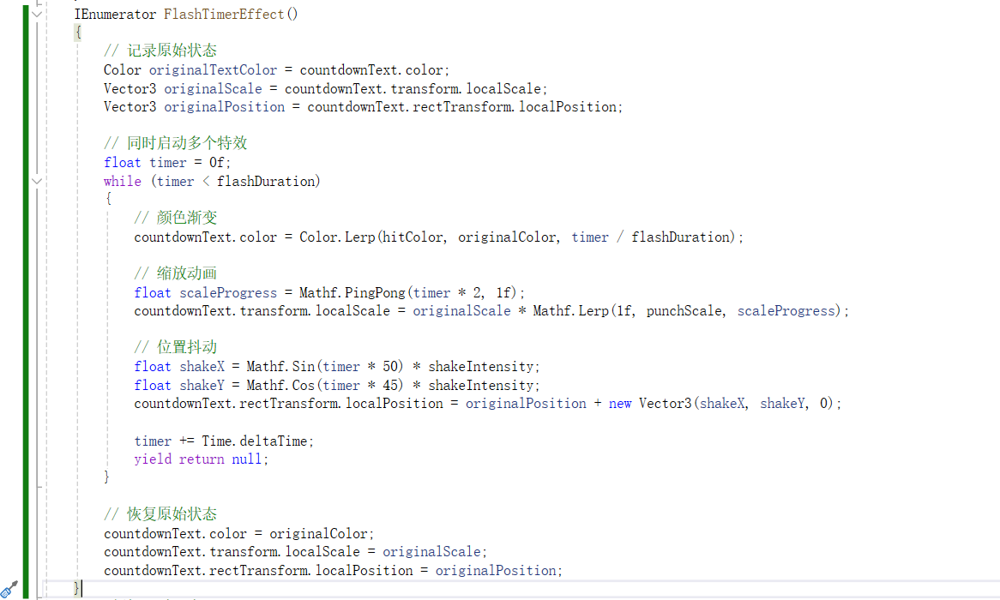 IEnumerator FlashTimerEffect()
{
// 记录原始状态
Color originalTextColor = countdownText.color;
Vector3 originalScale = countdownText.transform.localScale;
Vector3 originalPosition = countdownText.rectTransform.localPosition;
// 同时启动多个特效
float timer = 0f;
while (timer < flashDuration)
{
// 颜色渐变
countdownText.color = Color.Lerp(hitColor, originalColor, timer / flashDuration);
// 缩放动画
float scaleProgress = Mathf.PingPong(timer * 2, 1f);
countdownText.transform.localScale = originalScale * Mathf.Lerp(1f, punchScale, scaleProgress);
// 位置抖动
float shakeX = Mathf.Sin(timer * 50) * shakeIntensity;
float shakeY = Mathf.Cos(timer * 45) * shakeIntensity;
countdownText.rectTransform.localPosition = originalPosition + new Vector3(shakeX, shakeY, 0);
timer += Time.deltaTime;
yield return null;
}
// 恢复原始状态
countdownText.color = originalColor;
countdownText.transform.localScale = originalScale;
countdownText.rectTransform.localPosition = originalPosition;
}